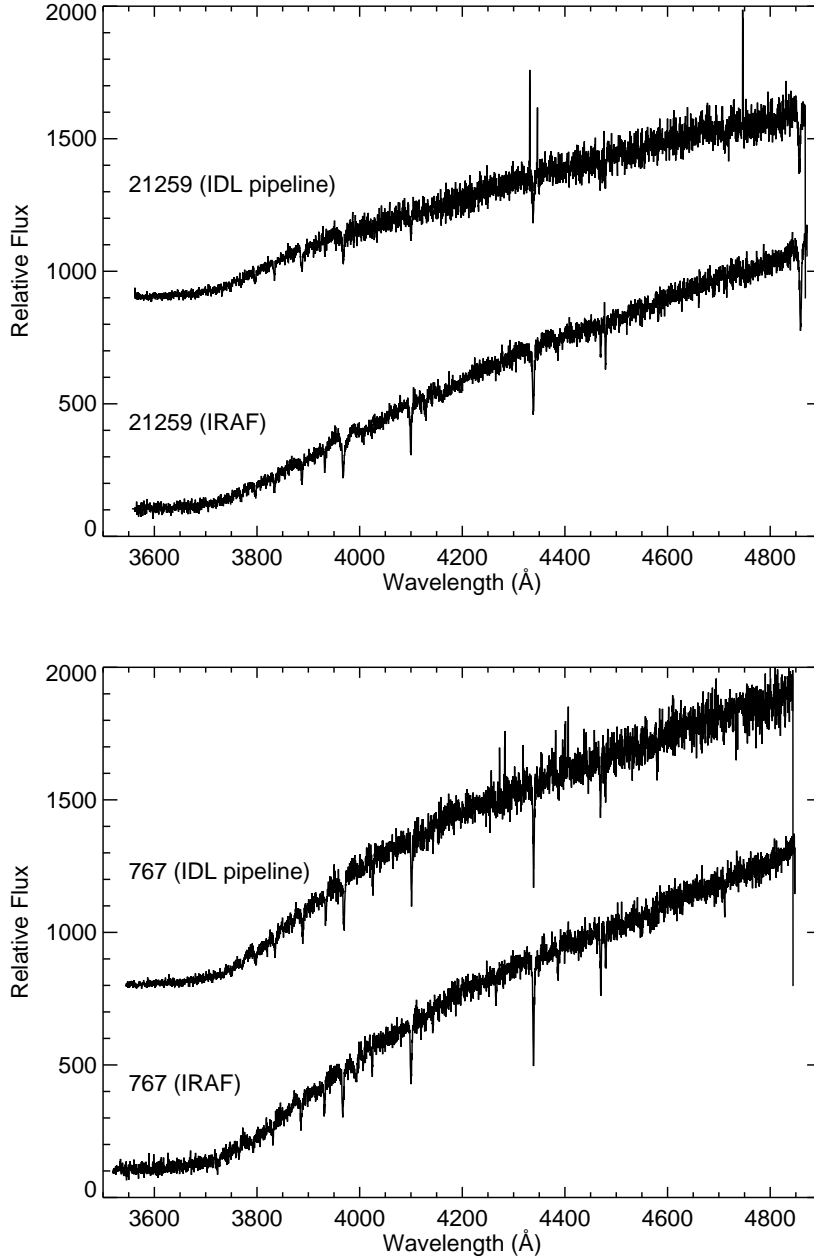 2000
1500
1000
500
0
Relative Flux
21259 (IDL pipeline)
21259 (IRAF)
3600 3800 4000 4200 4400 4600 4800
Wavelength (Å)
2000
1500
1000
500
0
Relative Flux
767 (IDL pipeline)
767 (IRAF)
3600 3800 4000 4200 4400 4600 4800
Wavelength (Å)